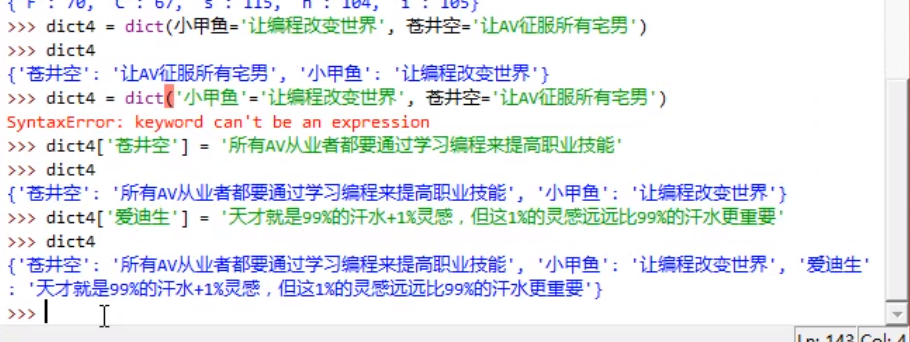 {'F': 70, 'C': 67, 's': 115, 'h': 104, 'i': 105}
>>> dict4 = dict(小甲鱼='让编程改变世界', 苍井空='让AV征服所有宅男')
>>> dict4
{'苍井空': '让AV征服所有宅男', '小甲鱼': '让编程改变世界'}
>>> dict4 = dict('小甲鱼'='让编程改变世界', 苍井空='让AV征服所有宅男')
SyntaxError: keyword can't be an expression
>>> dict4['苍井空'] = '所有AV从业者都要通过学习编程来提高职业技能'
>>> dict4
{'苍井空': '所有AV从业者都要通过学习编程来提高职业技能', '小甲鱼': '让编程改变世界'}
>>> dict4['爱迪生'] = '天才就是99%的汗水+1%灵感，但这1%的灵感远远比99%的汗水更重要'
>>> dict4
{'苍井空': '所有AV从业者都要通过学习编程来提高职业技能', '小甲鱼': '让编程改变世界', '爱迪生'
: '天才就是99%的汗水+1%灵感，但这1%的灵感远远比99%的汗水更重要'}
>>>
Ln: 143 Col: 4